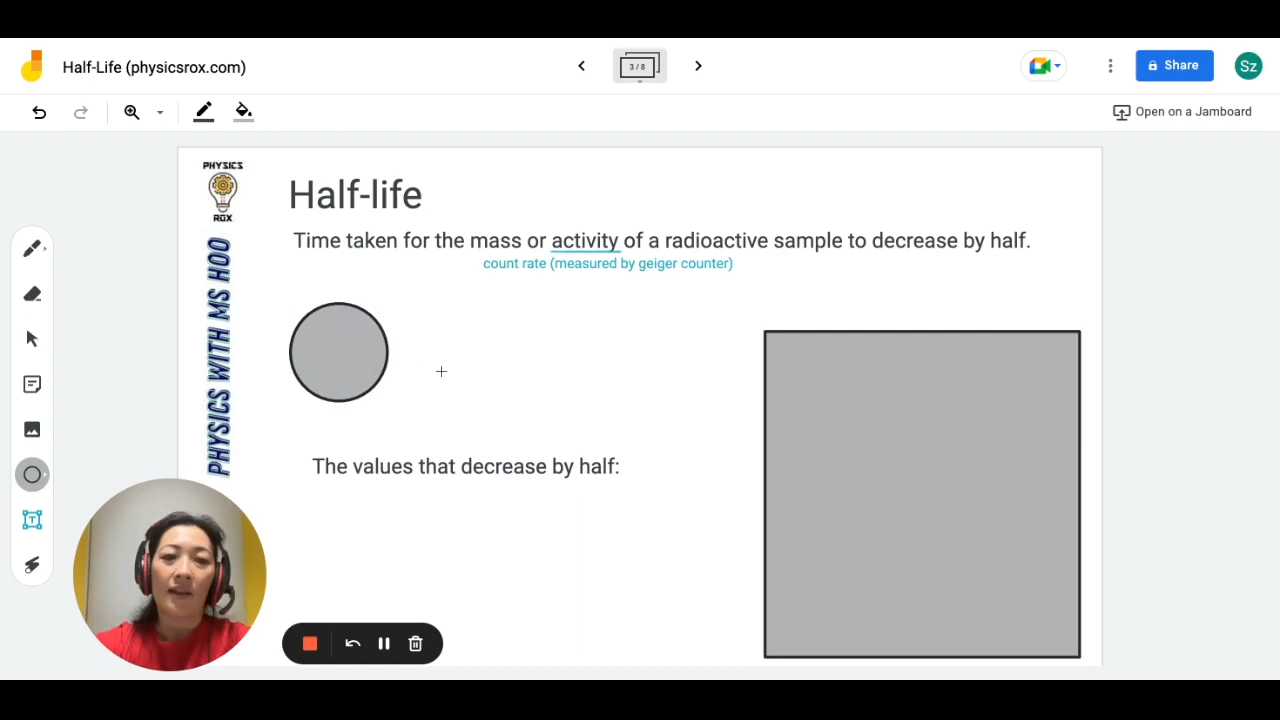 Half-Life (physicsrox.com)
3 / 8
Share
Sz
Open on a Jamboard
PHYSICS
ROX
PHYSICS WITH MS HOO
Half-life
Time taken for the mass or activity of a radioactive sample to decrease by half.
count rate (measured by geiger counter)
The values that decrease by half:
T